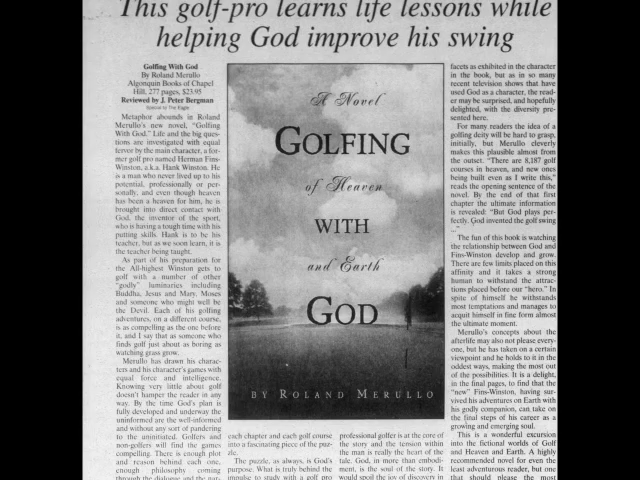 This golf-pro learns life lessons while
helping God improve his swing
Golfing With God
By Roland Merullo
Algonquin Books of Chapel
Hill, 277 pages, $23.95
Reviewed by J. Peter Bergman
Special to The Eagle
Metaphor abounds in Roland
Merullo's new novel, "Golfing
With God." Life and the big ques-
tions are investigated with equal
fervor by the main character, a for-
mer golf pro named Herman Fins-
Winston, a.k.a. Hank Winston. He
is a man who never lived up to his
potential, professionally or per-
sonally, and even though heaven
has been a heaven for him, he is
brought into direct contact with
God, the inventor of the sport,
who is having a tough time with his
putting skills. Hank is to be his
teacher, but as we soon learn, it is
the teacher being taught.
As part of his preparation for
the All-highest Winston gets to
golf with a number of other
"godly" luminaries including
Buddha, Jesus and Mary, Moses
and someone who might well be
the Devil. Each of his golfing
adventures, on a different course,
is as compelling as the one before
it, and I say that as someone who
finds golf just about as boring as
watching grass grow.
Merullo has drawn his charac-
ters and his character's games with
equal force and intelligence.
Knowing very little about golf
doesn't hamper the reader in any
way. By the time God's plan is
fully developed and underway the
uninformed are the well-informed
and without any sort of pandering
to the uninitiated. Golfers and
non-golfers will find the games
compelling. There is enough plot
and reason behind each one,
enough philosophy coming
through the dialogue and the nar-
A Novel
GOLFING
of Heaven
WITH
and Earth
GOD
BY ROLAND MERULLO
each chapter and each golf course
into a fascinating piece of the puz-
zle.
The puzzle, as always, is God's
purpose. What is truly behind the
impulse to study with a golf pro
professional golfer is at the core of
the story and the tension within
the man is really the heart of the
tale. God, in more than embodi-
ment, is the soul of the story. It
would spoil the joy of discovery in
facets as exhibited in the character
in the book, but as in so many
recent television shows that have
used God as a character, the read-
er may be surprised, and hopefully
delighted, with the diversity pre-
sented here.
For many readers the idea of a
golfing deity will be hard to grasp,
initially, but Merullo cleverly
makes this plausible almost from
the outset. "There are 8,187 golf
courses in heaven, and new ones
being built even as I write this,"
reads the opening sentence of the
novel. By the end of that first
chapter the ultimate information
is revealed: "But God plays per-
fectly. God invented the golf swing
..."
The fun of this book is watching
the relationship between God and
Fins-Winston develop and grow.
There are few limits placed on this
affinity and it takes a strong
human to withstand the attrac-
tions placed before our "hero." In
spite of himself he withstands
most temptations and manages to
acquit himself in fine form almost
the ultimate moment.
Merullo's concepts about the
afterlife may also not please every-
one, but he has taken on a certain
viewpoint and he holds to it in the
oddest ways, making the most out
of the possibilities. It is a delight,
in the final pages, to find that the
"new" Fins-Winston, having sur-
vived his adventures on Earth with
his godly companion, can take on
the final steps of his career as a
growing and emerging soul.
This is a wonderful excursion
into the fictional worlds of Golf
and Heaven and Earth. A highly
recommended novel for even the
least adventurous reader, but one
that should please the most